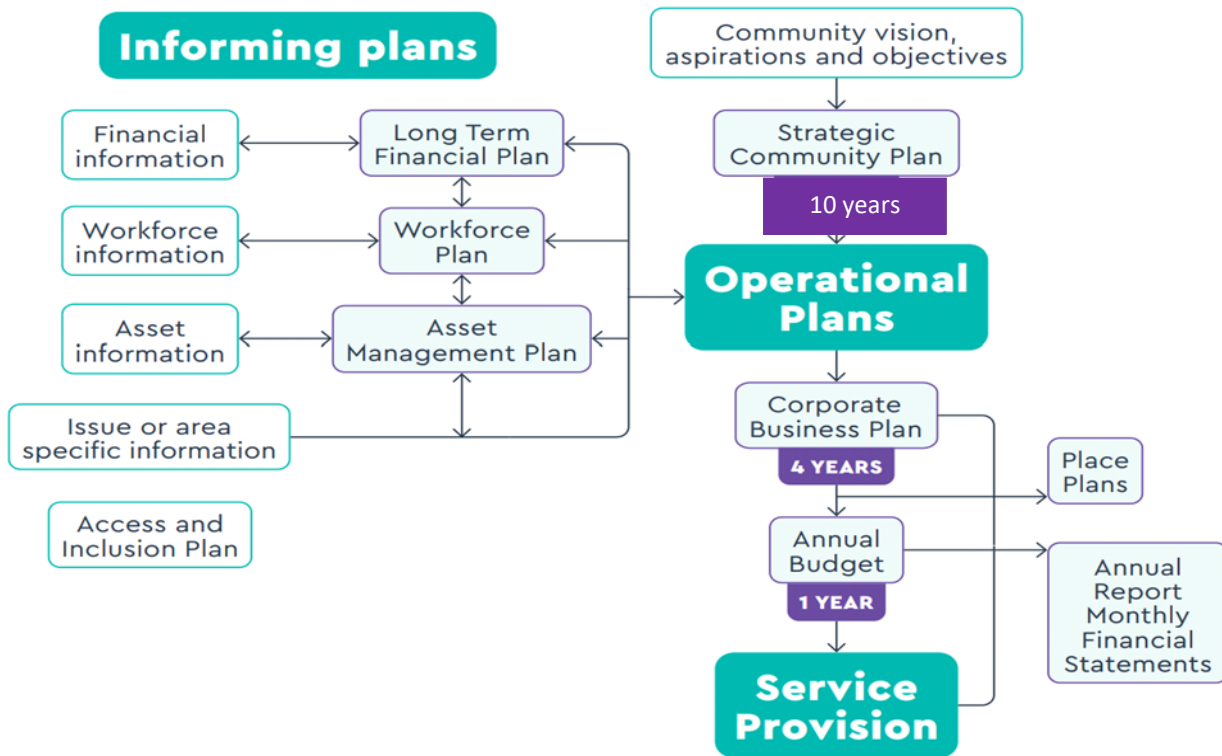 Informing plans
Community vision,
aspirations and objectives
Financial
information
Long Term
Financial Plan
Strategic
Community Plan
10 years
Workforce
information
Workforce
Plan
Operational
Plans
Asset
information
Asset
Management Plan
Corporate
Business Plan
4 YEARS
Issue or area
specific information
Place
Plans
Access and
Inclusion Plan
Annual
Budget
1 YEAR
Annual
Report
Monthly
Financial
Statements
Service
Provision